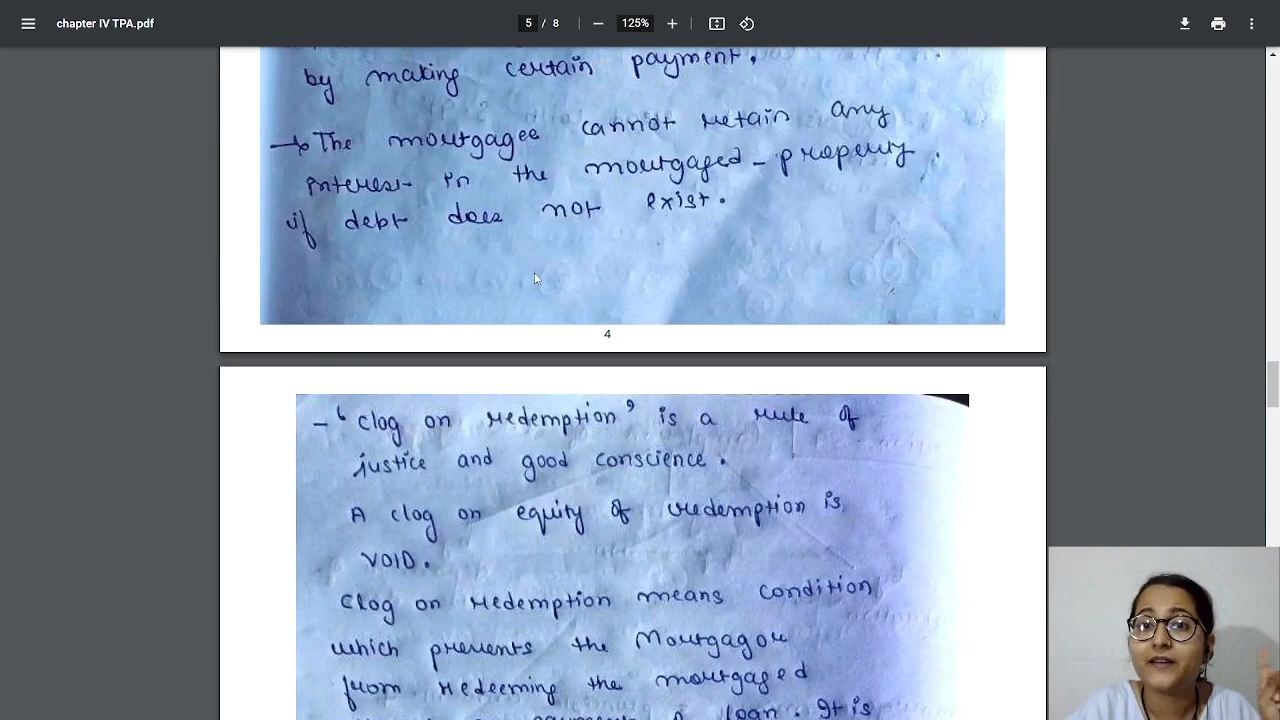 chapter IV TPA.pdf
5 / 8
125%
by making certain payment.
→ The mortgagee cannot retain any
interest in the mortgaged-property
if debt does not exist.
4
- 'Clog on redemption' is a rule of
justice and good conscience.
A clog on equity of redemption is
VOID.
Clog on redemption means condition
which prevents the Mortgagor
from redeeming the mortgaged
loan. It is